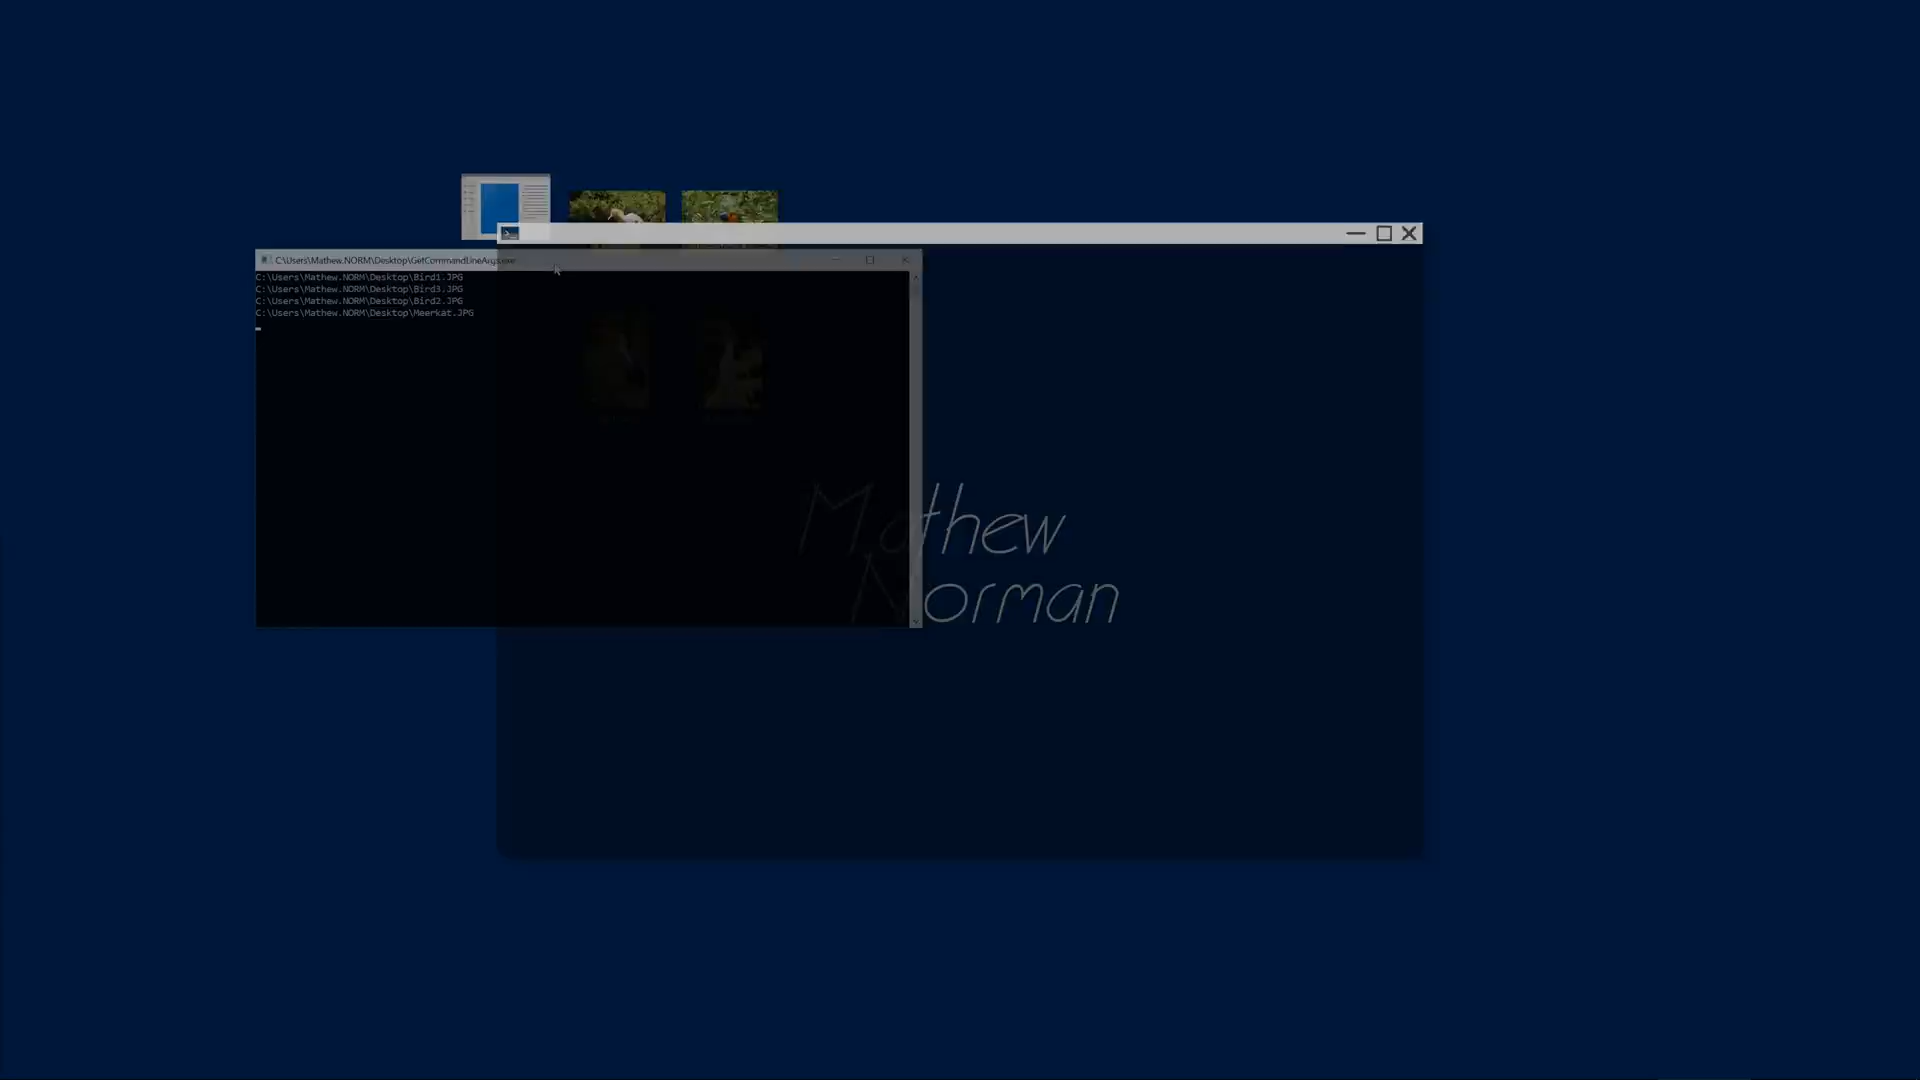 C:\Users\Mathew.NORM\Desktop\GetCommandLineArgs.exe
C:\Users\Mathew.NORM\Desktop\Bird1.JPG
C:\Users\Mathew.NORM\Desktop\Bird3.JPG
C:\Users\Mathew.NORM\Desktop\Bird2.JPG
C:\Users\Mathew.NORM\Desktop\Meerkat.JPG
Mathew
Norman